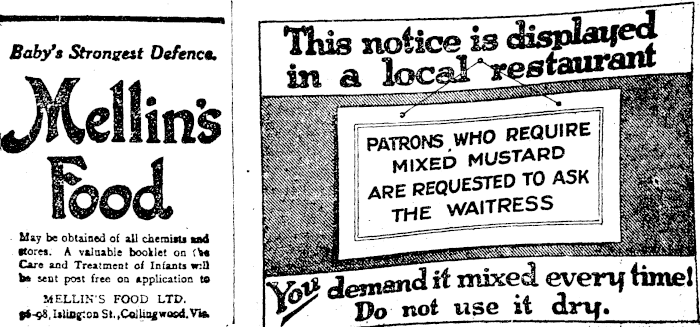 Baby's Strongest Defence.
Mellin's
Food
May be obtained of all chemists and
stores. A valuable booklet on the
Care and Treatment of Infants will
be sent post free on application to
MELLIN'S FOOD LTD.
96-98, Islington St., Collingwood, Vic.
This notice is displayed
in a local restaurant
PATRONS WHO REQUIRE
MIXED MUSTARD
ARE REQUESTED TO ASK
THE WAITRESS
You demand it mixed every time!
Do not use it dry.